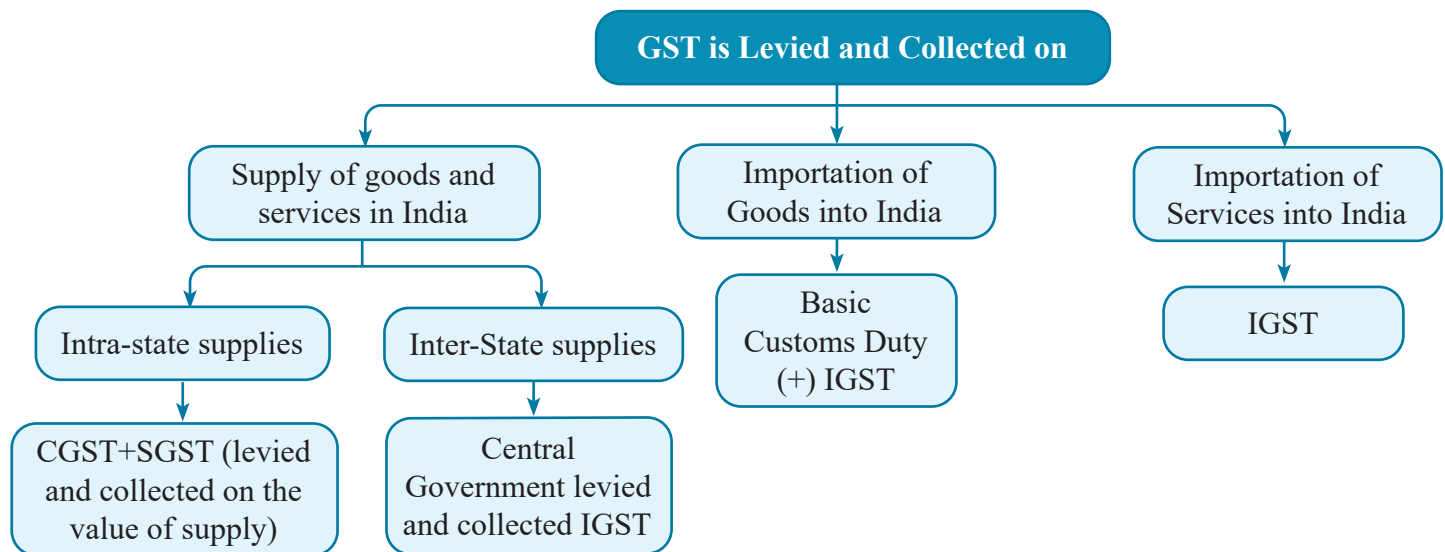 GST is Levied and Collected on
Supply of goods and
services in India
Importation of
Goods into India
Importation of
Services into India
Intra-state supplies
Inter-State supplies
Basic
Customs Duty
(+) IGST
IGST
CGST+SGST (levied
and collected on the
value of supply)
Central
Government levied
and collected IGST